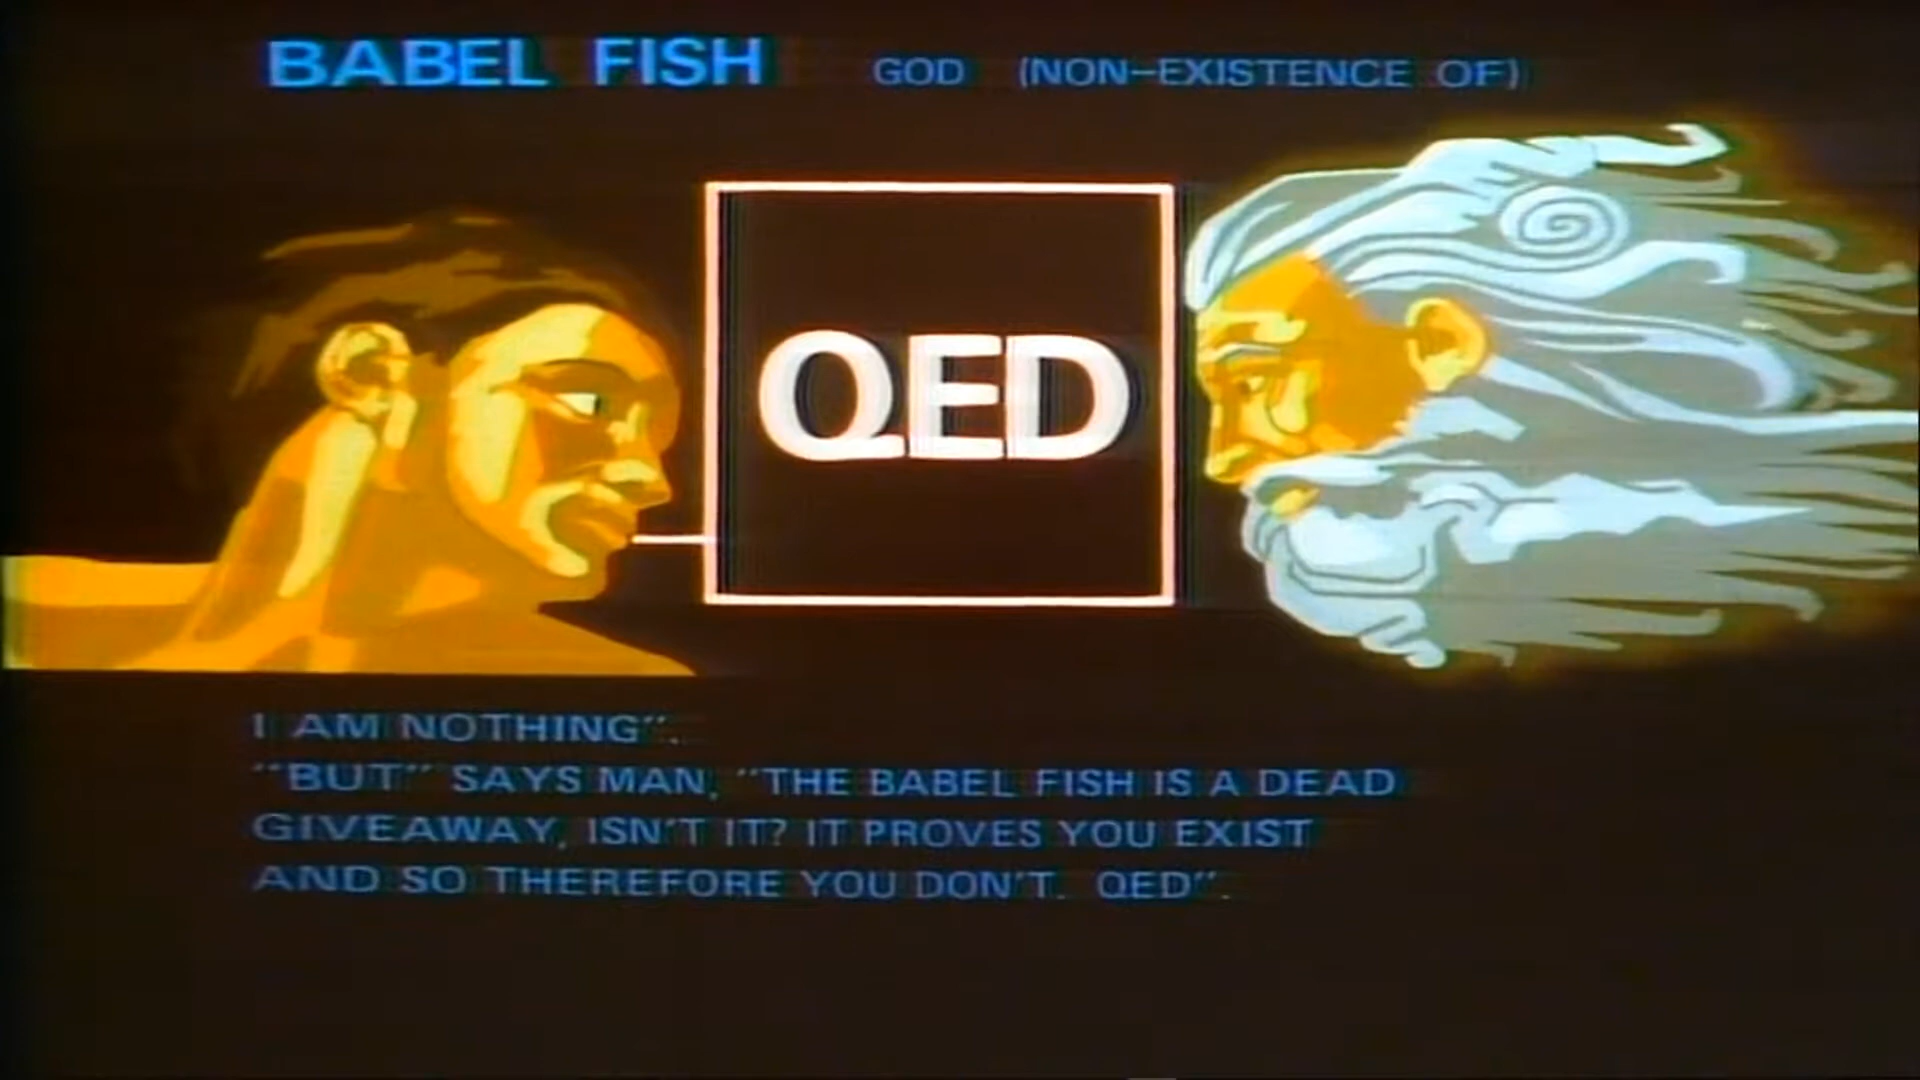 BABEL FISH GOD (NON-EXISTENCE OF)
QED
I AM NOTHING".
"BUT" SAYS MAN, "THE BABEL FISH IS A DEAD
GIVEAWAY, ISN'T IT? IT PROVES YOU EXIST
AND SO THEREFORE YOU DON'T. QED".